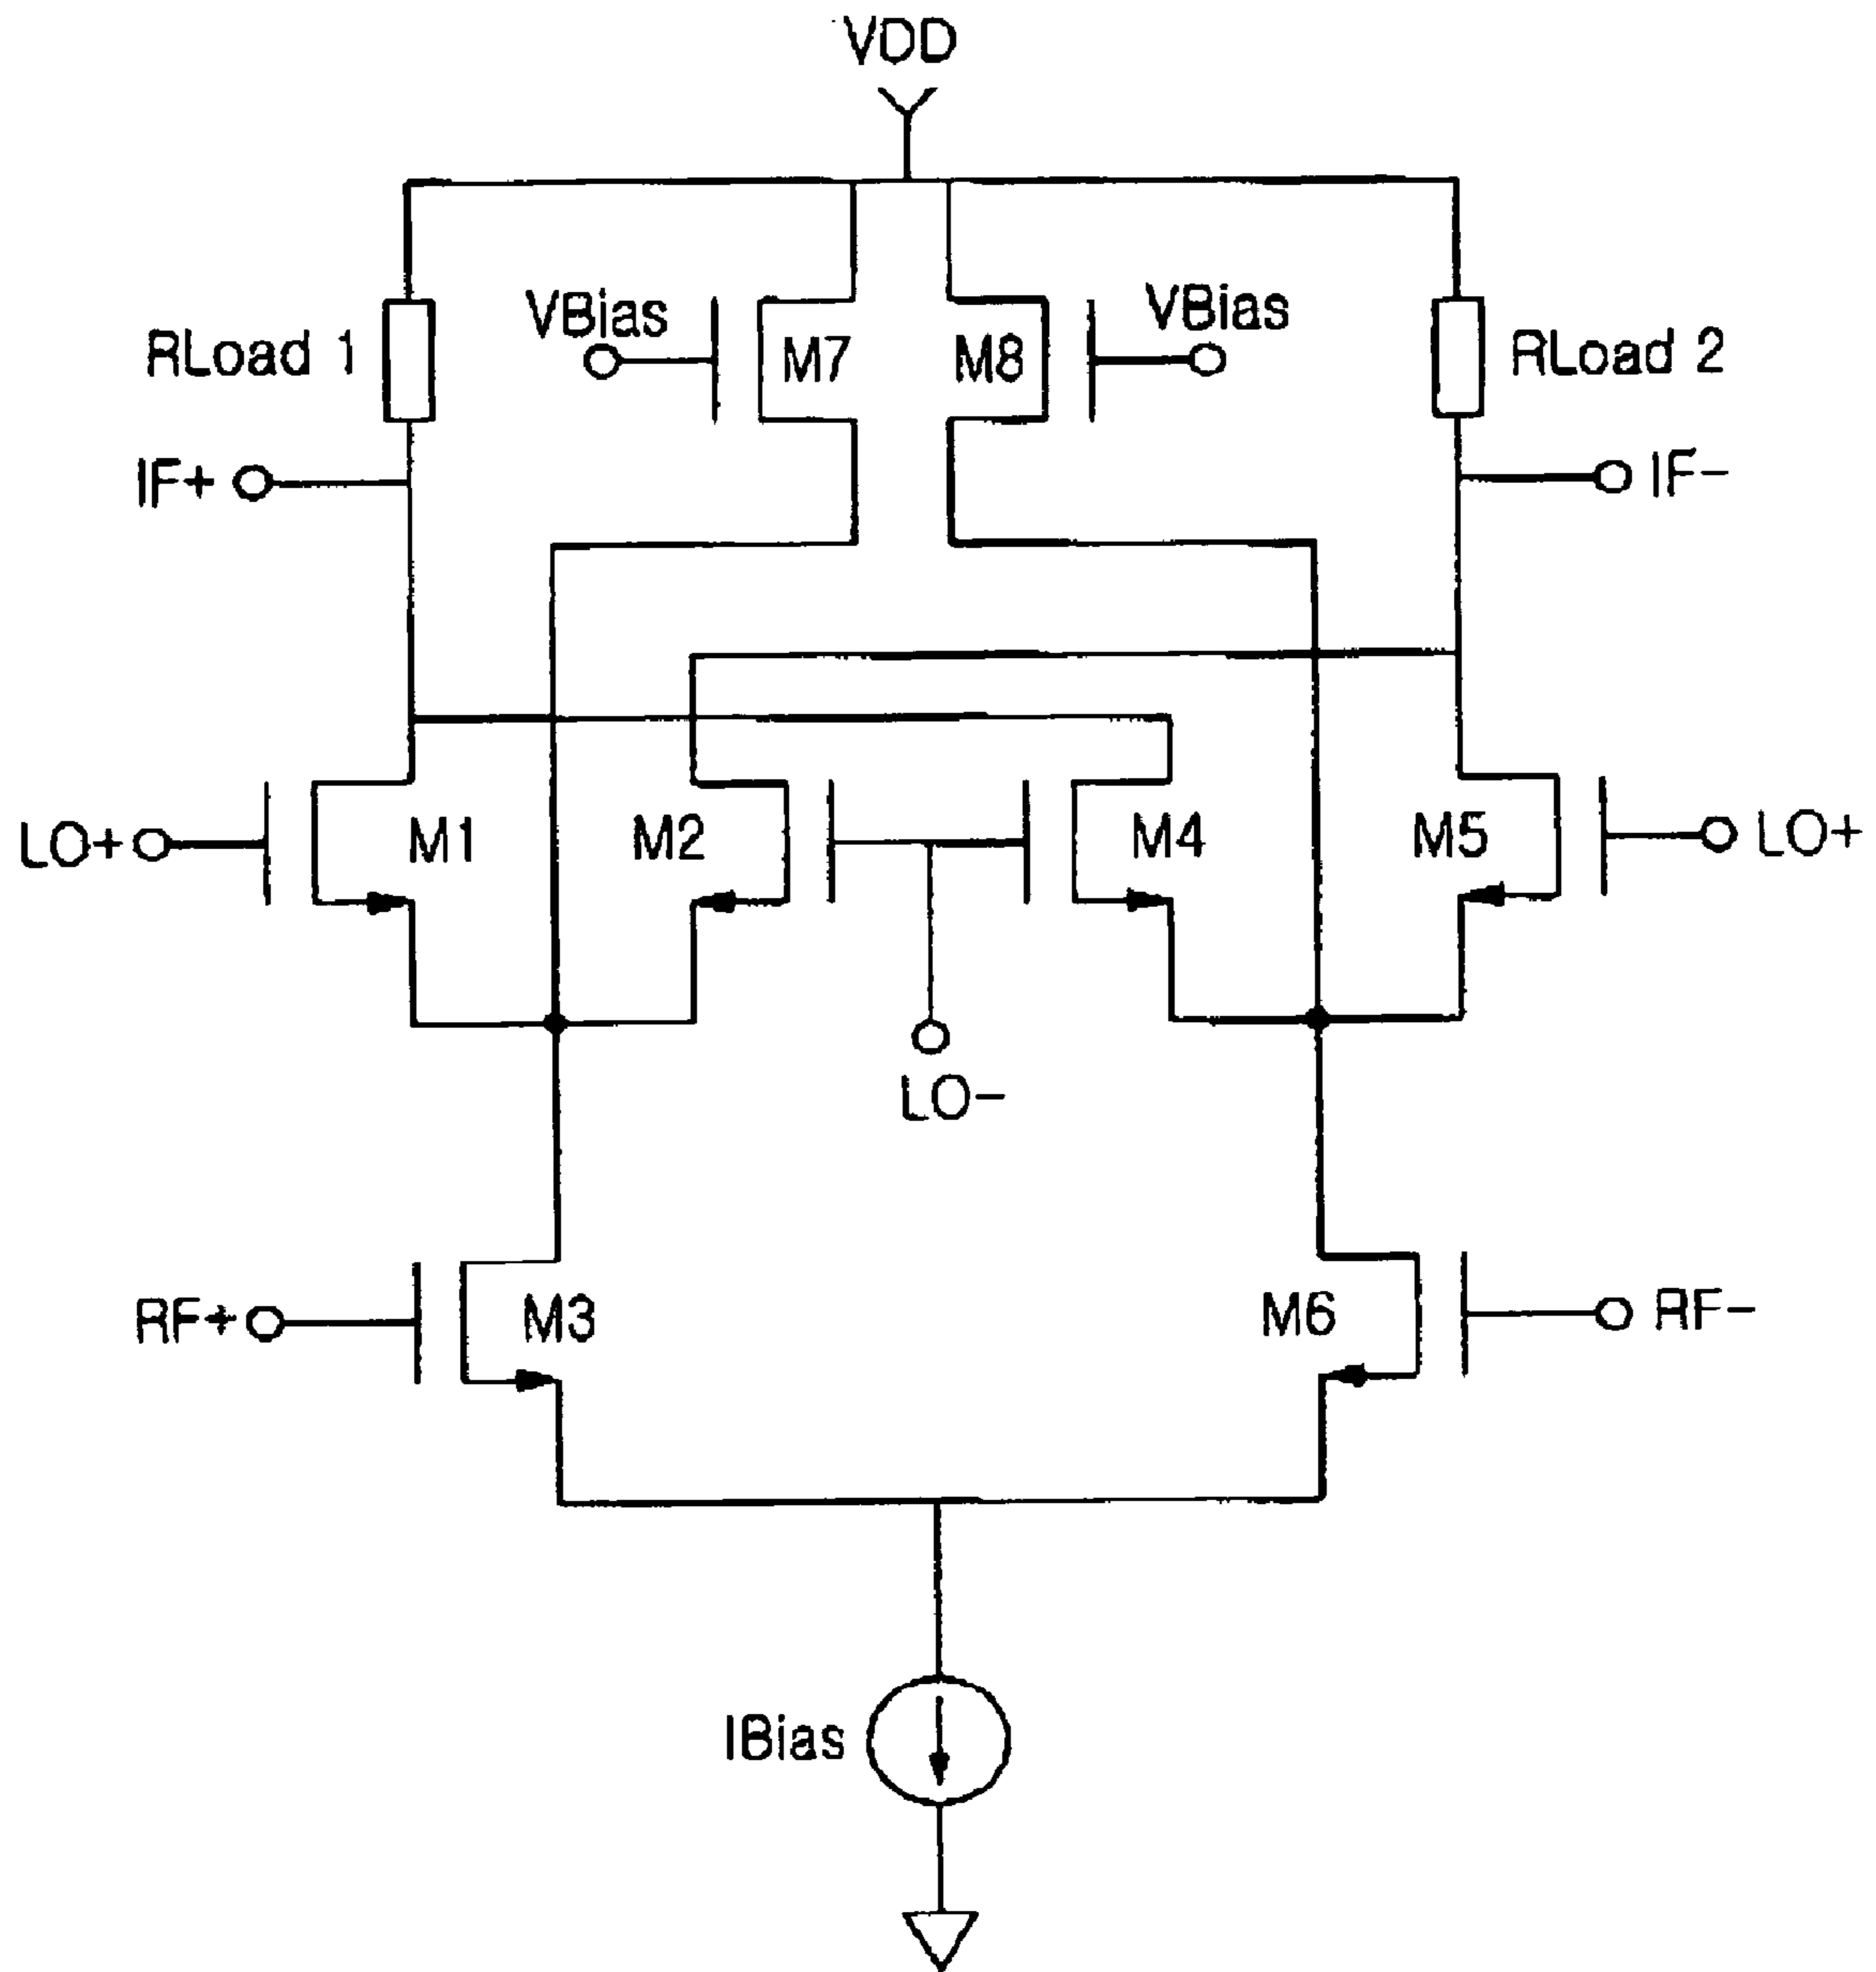 VDD
VBias
VBias
RLoad 1
M7
M8
RLoad 2
IF+
IF-
LO+
M1
M2
M4
M5
LO+
LO-
RF+
M3
M6
RF-
IBias